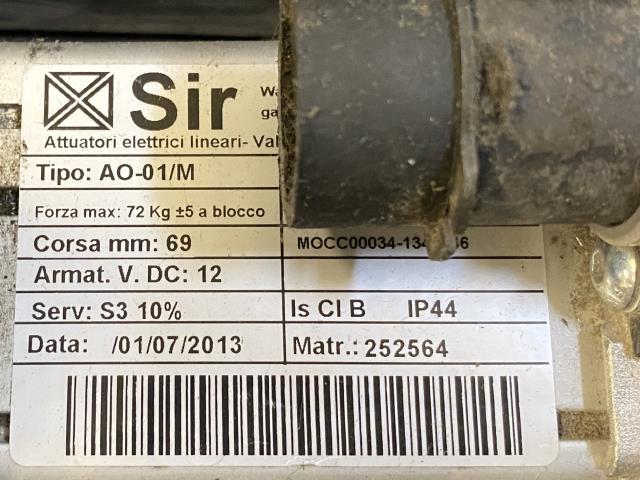 Sir
Attuatori elettrici lineari-
Tipo: AO-01/M
Forza max: 72 Kg ±5 a blocco
Corsa mm: 69
Armat. V. DC: 12
Serv: S3 10%
Is Cl B IP44
Data: /01/07/2013
Matr.: 252564